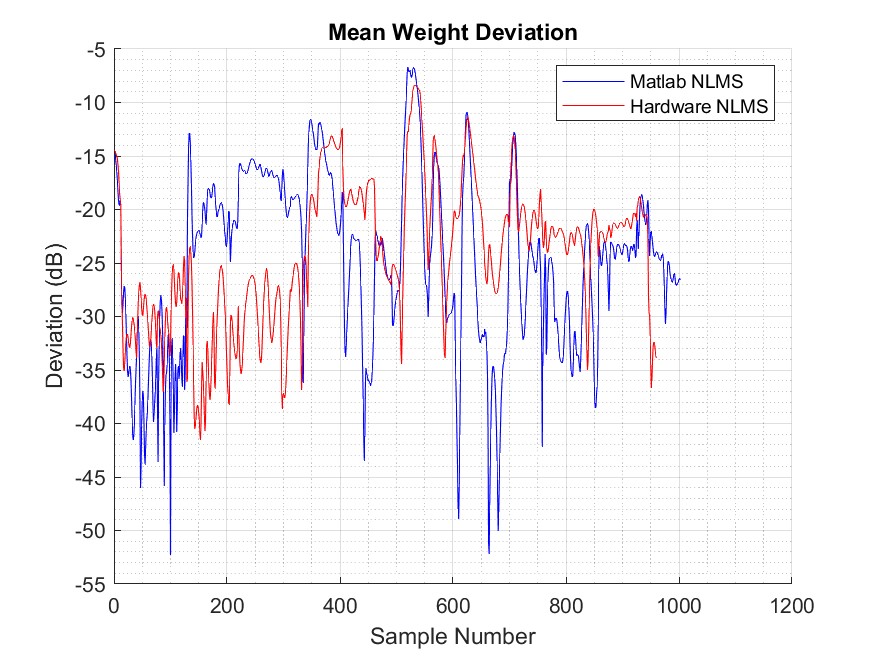 Mean Weight Deviation
Matlab NLMS
Hardware NLMS
Deviation (dB)
-5
-10
-15
-20
-25
-30
-35
-40
-45
-50
-55
0 200 400 600 800 1000 1200
Sample Number